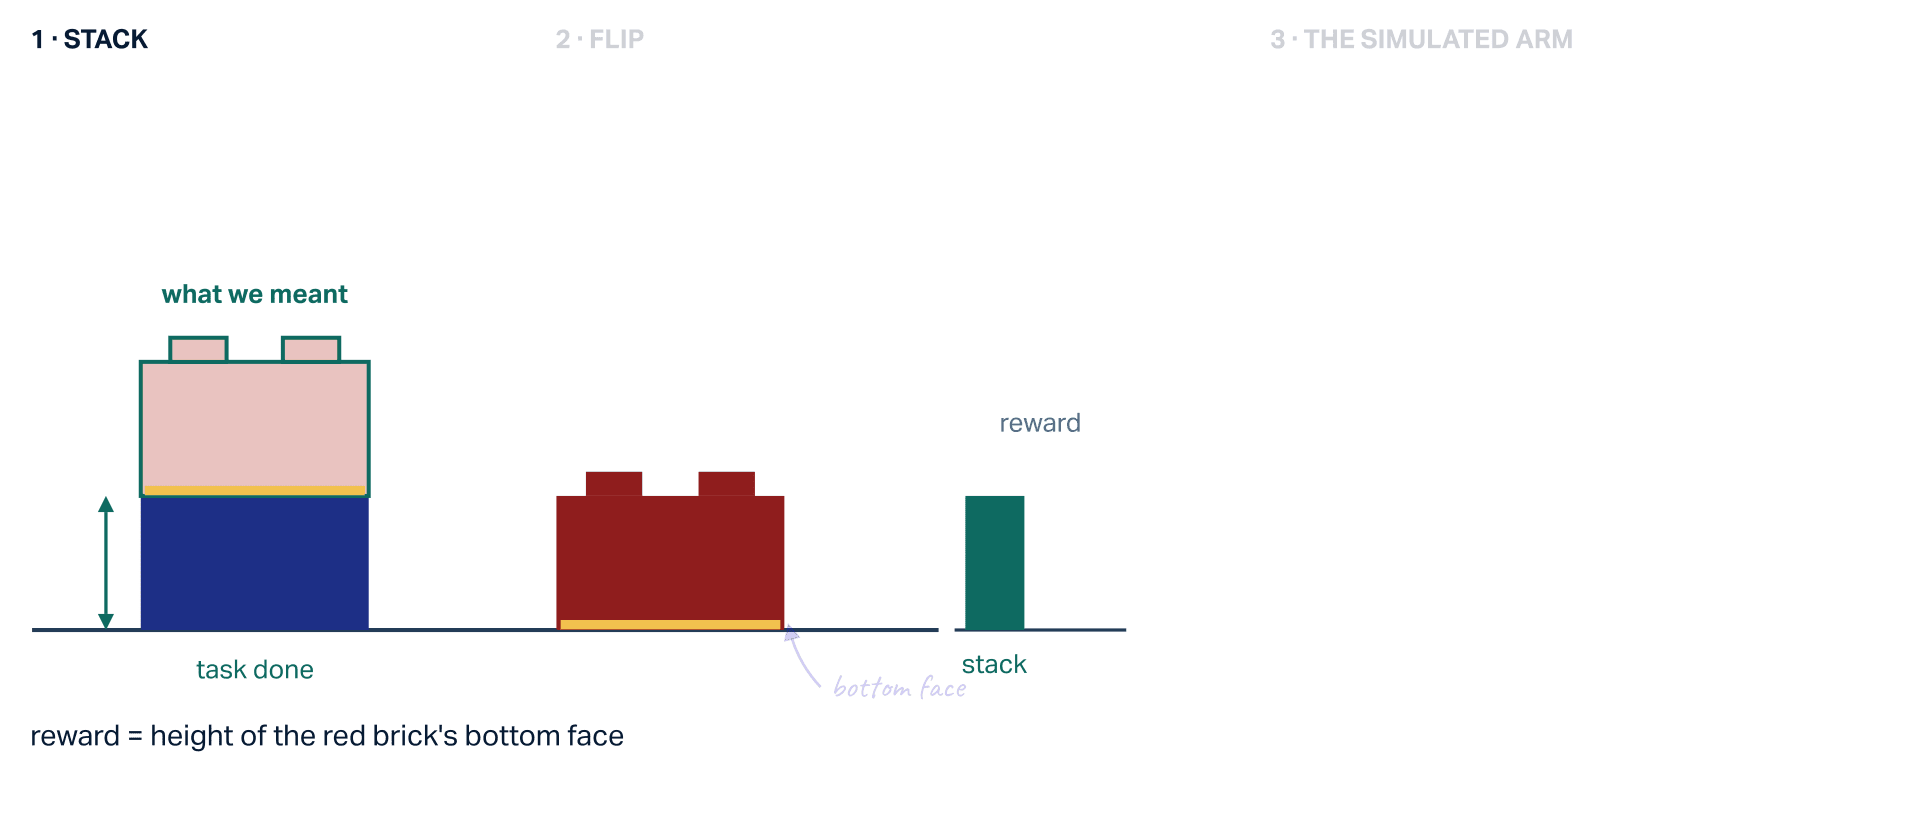 1 · STACK
2 · FLIP
3 · THE SIMULATED ARM
what we meant
reward
task done
stack
bottom face
reward = height of the red brick's bottom face